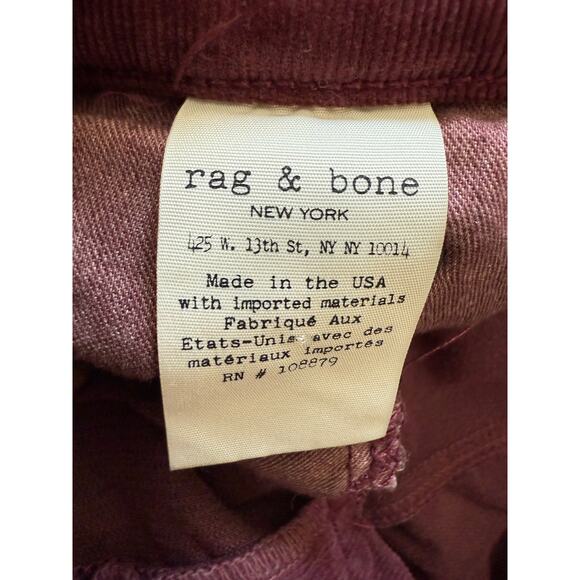 rag & bone
NEW YORK
425 W. 13th St, NY NY 10014
Made in the USA
with imported materials
Fabriqué Aux
Etats-Unis avec des
matériaux importés
RN # 108879